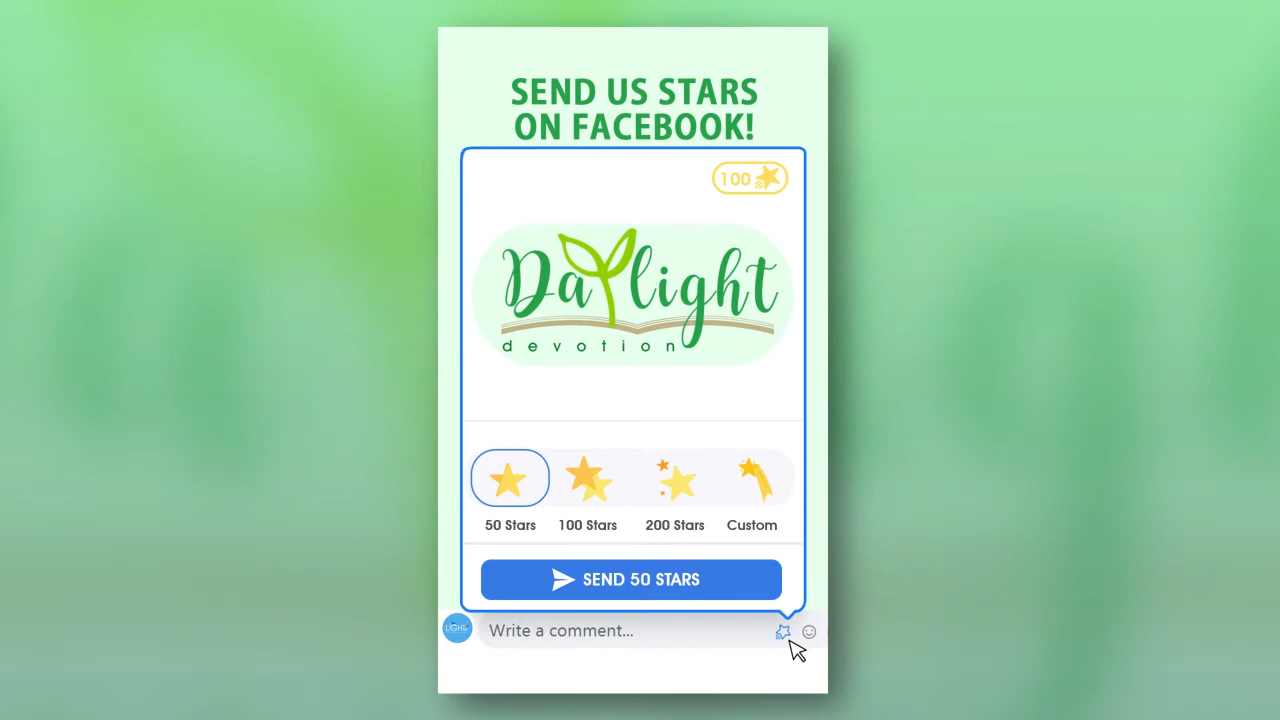 SEND US STARS
ON FACEBOOK!
100
Daylight
devotion
50 Stars
100 Stars
200 Stars
Custom
SEND 50 STARS
LIGHT
Write a comment...